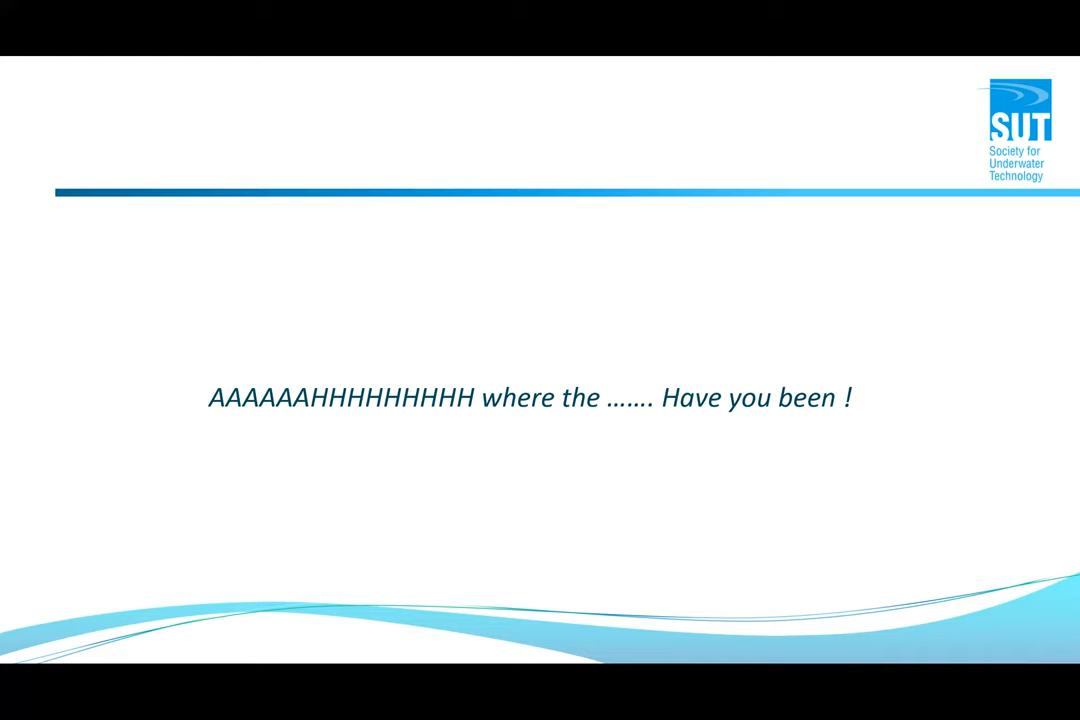 SUT
Society for
Underwater
Technology
AAAAAAHHHHHHHHH where the ……. Have you been !